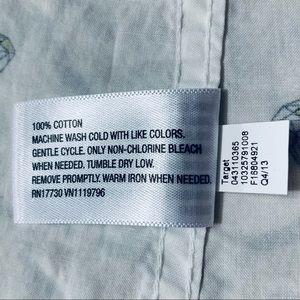 100% COTTON
MACHINE WASH COLD WITH LIKE COLORS.
GENTLE CYCLE. ONLY NON-CHLORINE BLEACH
WHEN NEEDED. TUMBLE DRY LOW.
REMOVE PROMPTLY. WARM IRON WHEN NEEDED.
RN17730 VN1119796
Target
043110365
10325791008
F16804921
Q4/13